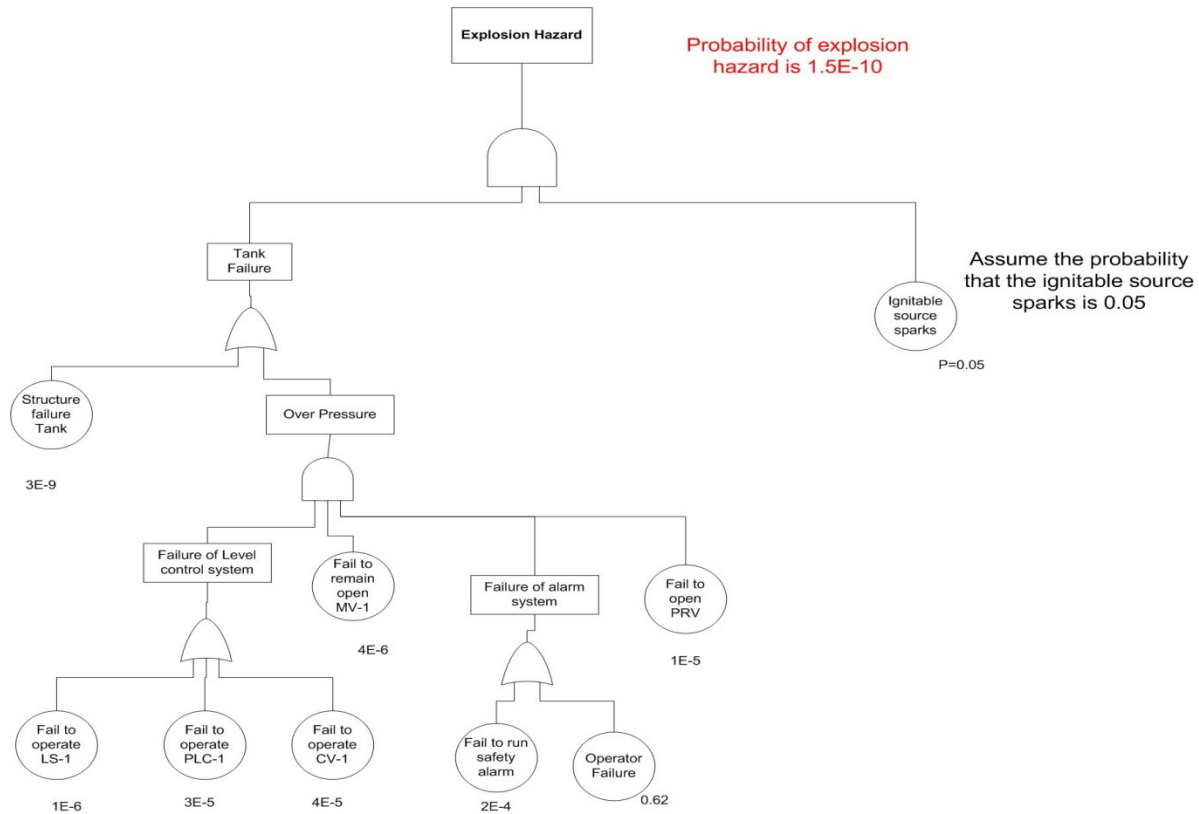 Explosion Hazard
Probability of explosion
hazard is 1.5E-10
Tank
Failure
Assume the probability
that the ignitable source
sparks is 0.05
Ignitable
source
sparks
P=0.05
Structure
failure
Tank
3E-9
Over Pressure
Failure of Level
control system
Fail to
remain
open
MV-1
4E-6
Failure of alarm
system
Fail to
open
PRV
1E-5
Fail to
operate
LS-1
1E-6
Fail to
operate
PLC-1
3E-5
Fail to
operate
CV-1
4E-5
Fail to run
safety
alarm
2E-4
Operator
Failure
0.62